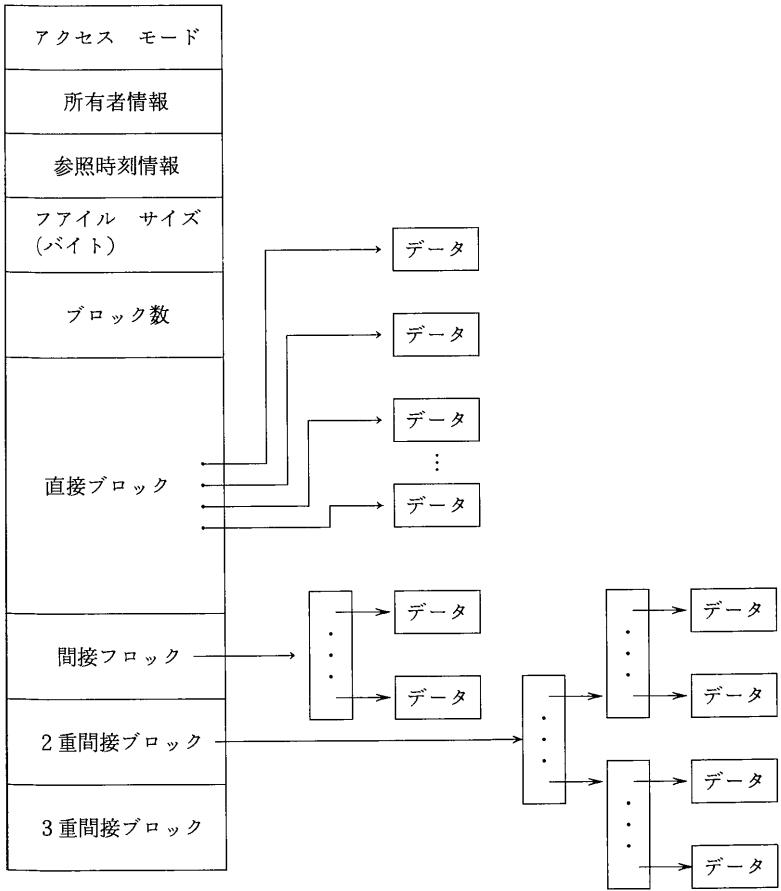 アクセス　モード
所有者情報
参照時刻情報
フアイル　サイズ
(バイト)
ブロック数
直接ブロック
間接フロック
2重間接ブロック
3重間接ブロック
データ
データ
データ
データ
データ
データ
データ
データ
データ
データ